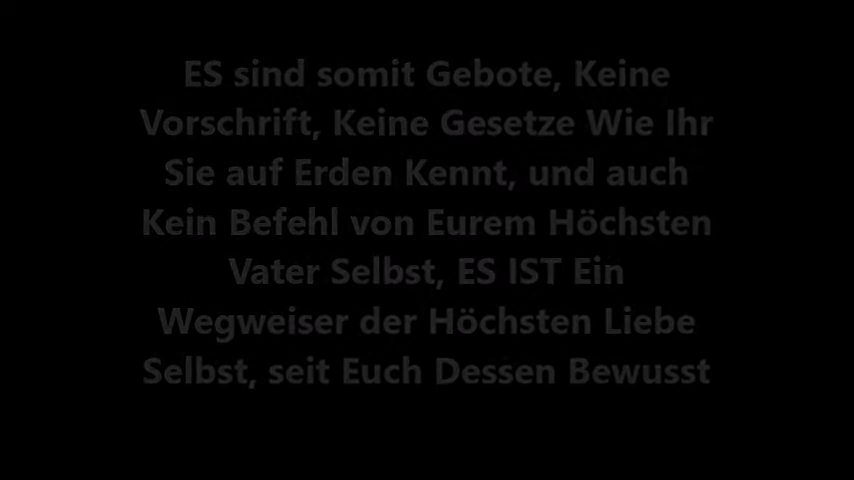 ES sind somit Gebote, Keine
Vorschrift, Keine Gesetze Wie Ihr
Sie auf Erden Kennt, und auch
Kein Befehl von Eurem Höchsten
Vater Selbst, ES IST Ein
Wegweiser der Höchsten Liebe
Selbst, seit Euch Dessen Bewusst